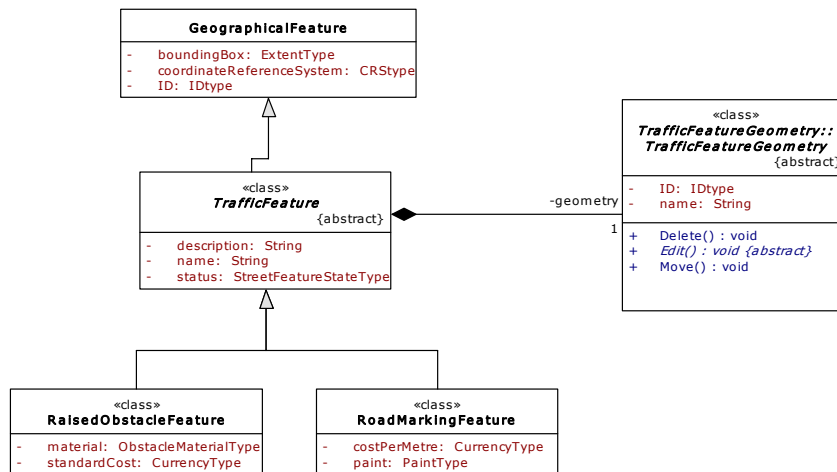 GeographicalFeature
- boundingBox: ExtentType
- coordinateReferenceSystem: CRStype
- ID: IDtype
«class»
TrafficFeatureGeometry::
TrafficFeatureGeometry
{abstract}
- ID: IDtype
- name: String
+ Delete() : void
+ Edit() : void {abstract}
+ Move() : void
«class»
TrafficFeature
{abstract}
- description: String
- name: String
- status: StreetFeatureStateType
-geometry
1
«class»
RaisedObstacleFeature
- material: ObstacleMaterialType
- standardCost: CurrencyType
«class»
RoadMarkingFeature
- costPerMetre: CurrencyType
- paint: PaintType